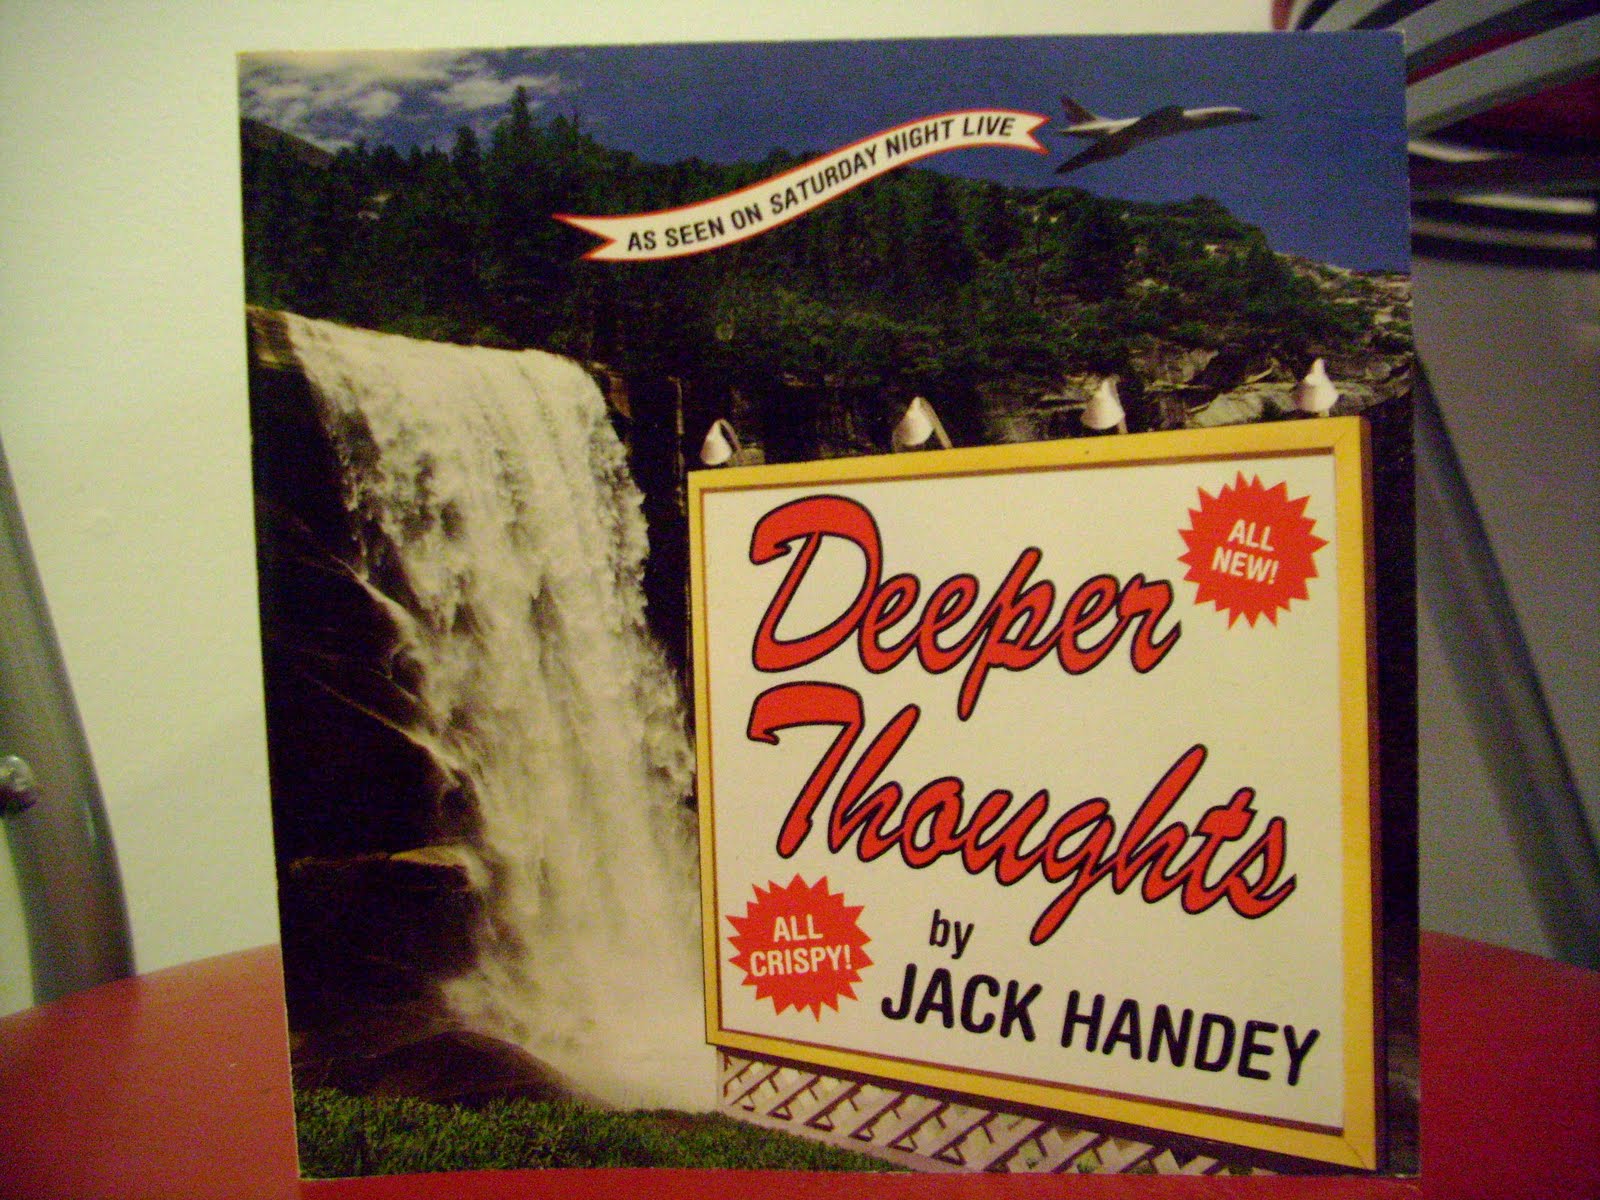 AS SEEN ON SATURDAY NIGHT LIVE
ALL
NEW!
Deeper
Thoughts
by
JACK HANDEY
ALL
CRISPY!